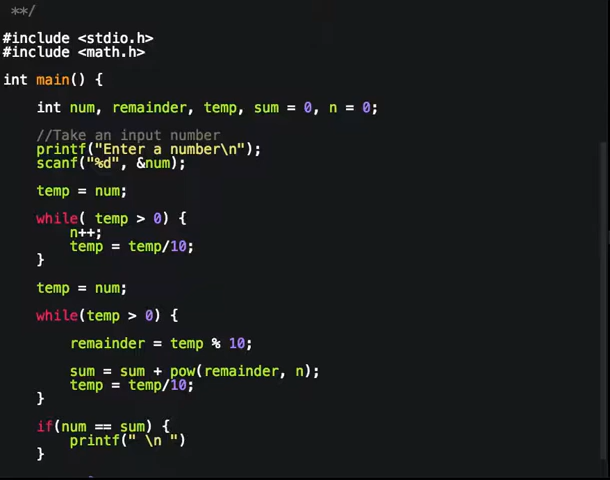 **/
#include <stdio.h>
#include <math.h>
int main() {
int num, remainder, temp, sum = 0, n = 0;
//Take an input number
printf("Enter a number\n");
scanf("%d", &num);
temp = num;
while( temp > 0) {
n++;
temp = temp/10;
}
temp = num;
while(temp > 0) {
remainder = temp % 10;
sum = sum + pow(remainder, n);
temp = temp/10;
}
if(num == sum) {
printf(" \n ")
}